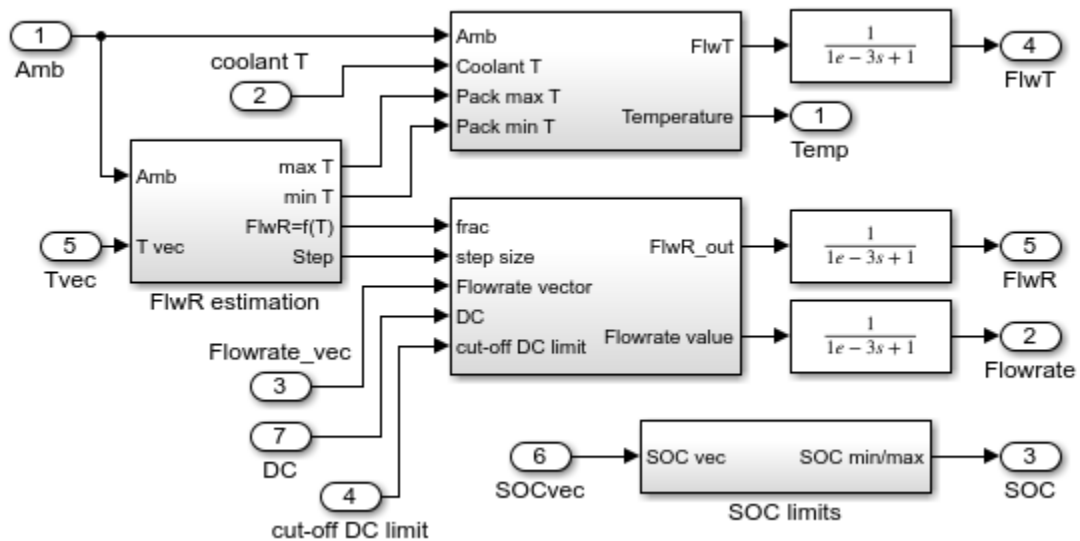 1
Amb
coolant T
2
Amb
Coolant T
Pack max T
Pack min T
FlwT
Temperature
1
1e − 3s + 1
4
FlwT
1
Temp
Amb
T vec
max T
min T
FlwR=f(T)
Step
FlwR estimation
5
Tvec
frac
step size
Flowrate vector
DC
cut-off DC limit
FlwR_out
Flowrate value
1
1e − 3s + 1
5
FlwR
1
1e − 3s + 1
2
Flowrate
Flowrate_vec
3
7
DC
4
cut-off DC limit
6
SOCvec
SOC vec
SOC min/max
SOC limits
3
SOC